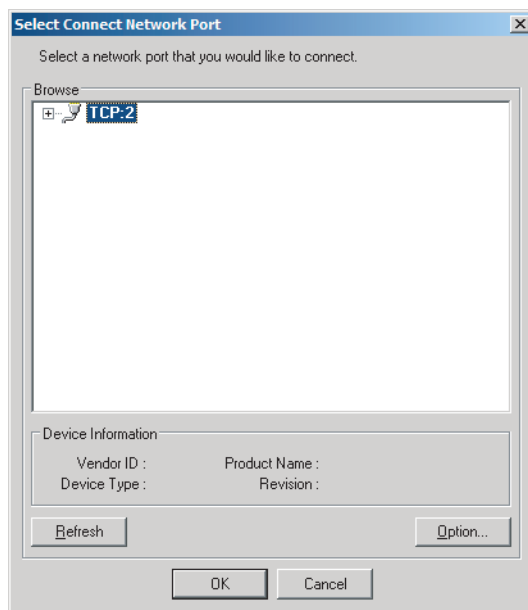 Select Connect Network Port
Select a network port that you would like to connect.
Browse
TCP:2
Device Information
Vendor ID : Product Name :
Device Type : Revision :
Refresh Option...
OK Cancel